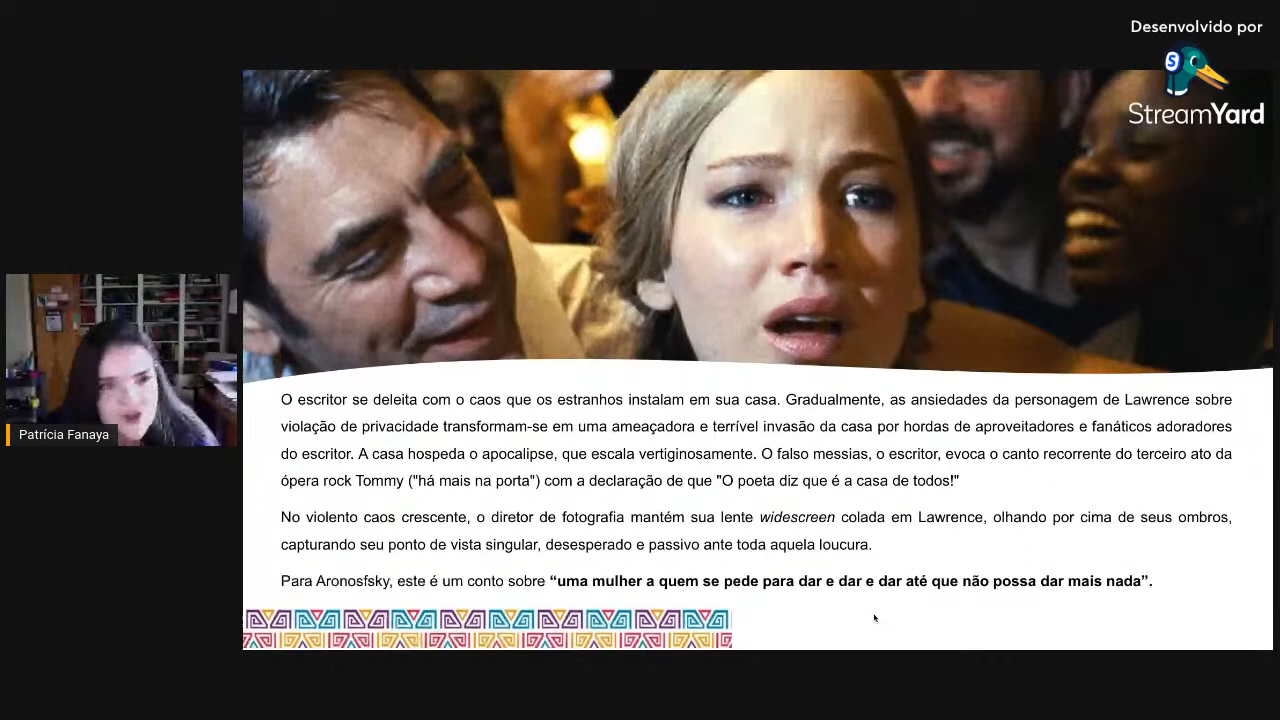 Desenvolvido por
S
StreamYard
Patrícia Fanaya
O escritor se deleita com o caos que os estranhos instalam em sua casa. Gradualmente, as ansiedades da personagem de Lawrence sobre
violação de privacidade transformam-se em uma ameaçadora e terrível invasão da casa por hordas de aproveitadores e fanáticos adoradores
do escritor. A casa hospeda o apocalipse, que escala vertiginosamente. O falso messias, o escritor, evoca o canto recorrente do terceiro ato da
ópera rock Tommy ("há mais na porta") com a declaração de que "O poeta diz que é a casa de todos!"
No violento caos crescente, o diretor de fotografia mantém sua lente widescreen colada em Lawrence, olhando por cima de seus ombros,
capturando seu ponto de vista singular, desesperado e passivo ante toda aquela loucura.
Para Aronosfsky, este é um conto sobre “uma mulher a quem se pede para dar e dar e dar até que não possa dar mais nada”.